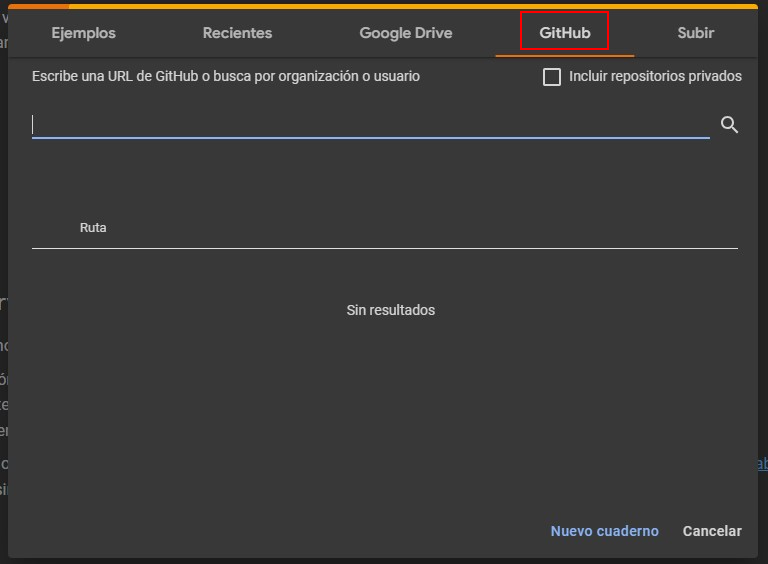 Ejemplos Recientes Google Drive GitHub Subir
Escribe una URL de GitHub o busca por organización o usuario Incluir repositorios privados
Ruta
Sin resultados
Nuevo cuaderno Cancelar